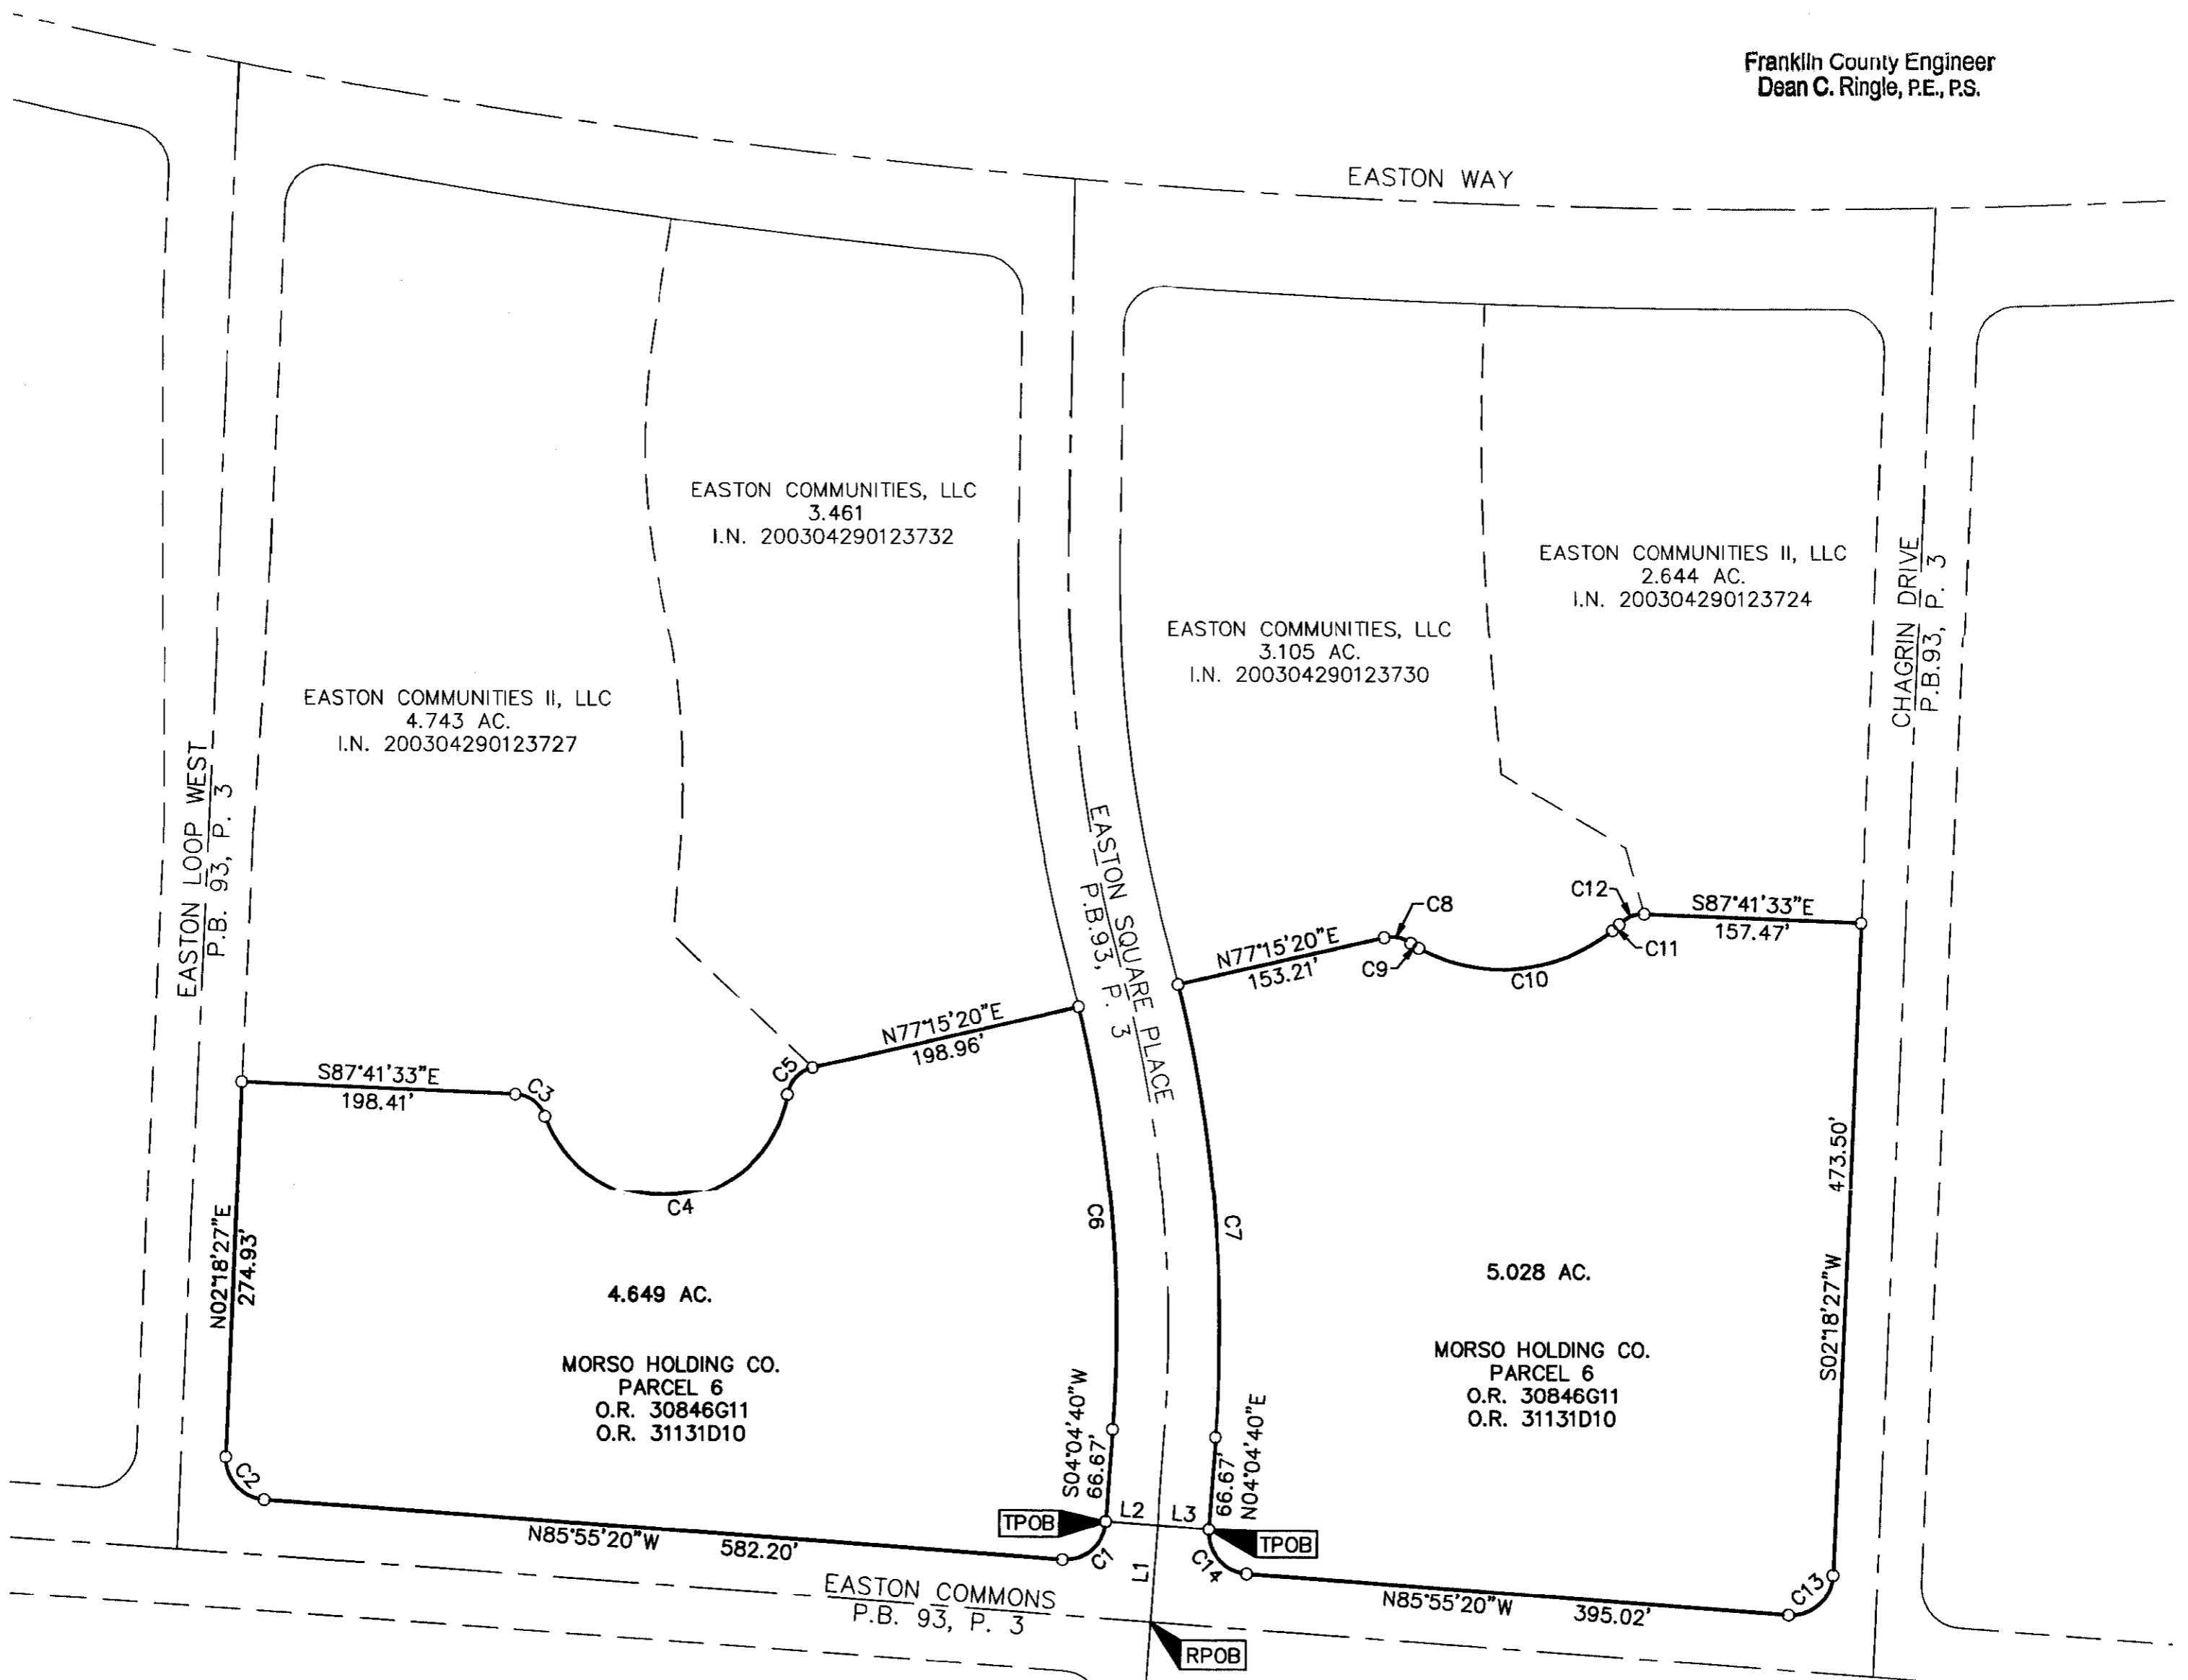 Franklin County Engineer
Dean C. Ringle, P.E., P.S.
EASTON WAY
EASTON COMMUNITIES, LLC
3.461
I.N. 200304290123732
EASTON COMMUNITIES II, LLC
2.644 AC.
I.N. 200304290123724
EASTON COMMUNITIES, LLC
3.105 AC.
I.N. 200304290123730
EASTON COMMUNITIES II, LLC
4.743 AC.
I.N. 200304290123727
CHAGRIN DRIVE
P.B.93, P. 3
EASTON LOOP WEST
P.B. 93, P. 3
EASTON SQUARE PLACE
P.B.93, P. 3
C12
S87°41'33"E
157.47'
C8
N77°15'20"E
153.21'
C9
C11
C10
N77°15'20"E
198.96'
C5
S87°41'33"E
198.41'
C3
C4
C6
C7
N02°18'27"E
274.93'
473.50'
S02°18'27"W
4.649 AC.
MORSO HOLDING CO.
PARCEL 6
O.R. 30846G11
O.R. 31131D10
5.028 AC.
MORSO HOLDING CO.
PARCEL 6
O.R. 30846G11
O.R. 31131D10
S04°04'40"W
66.67'
66.67'
N04°04'40"E
C2
TPOB
L2
L3
TPOB
N85°55'20"W
582.20'
C1
L1
C14
N85°55'20"W
395.02'
C13
EASTON COMMONS
P.B. 93, P. 3
RPOB